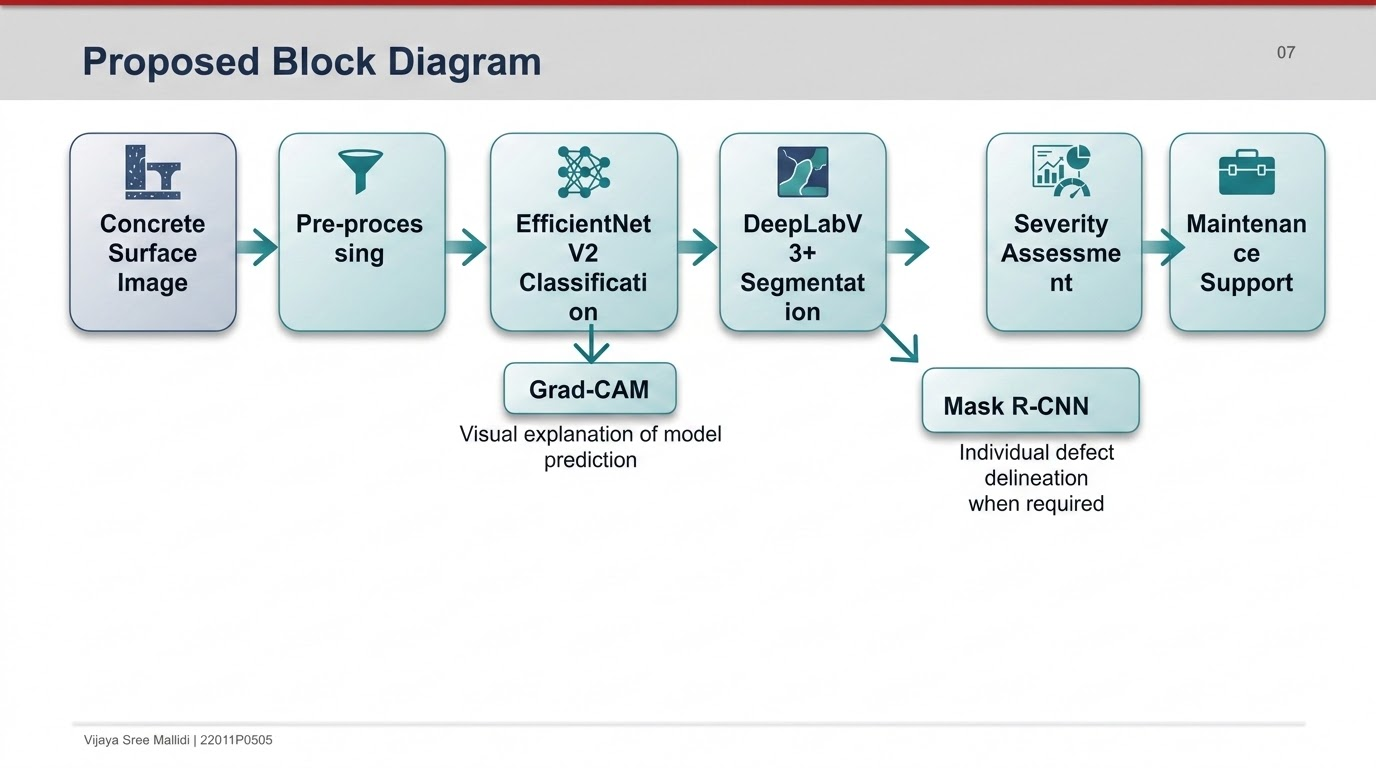 Proposed Block Diagram
07
Concrete
Surface
Image
Pre-proces
sing
EfficientNet
V2
Classificati
on
DeepLabV
3+
Segmentat
ion
Severity
Assessme
nt
Maintenan
ce
Support
Grad-CAM
Visual explanation of model
prediction
Mask R-CNN
Individual defect
delineation
when required
Vijaya Sree Mallidi | 22011P0505